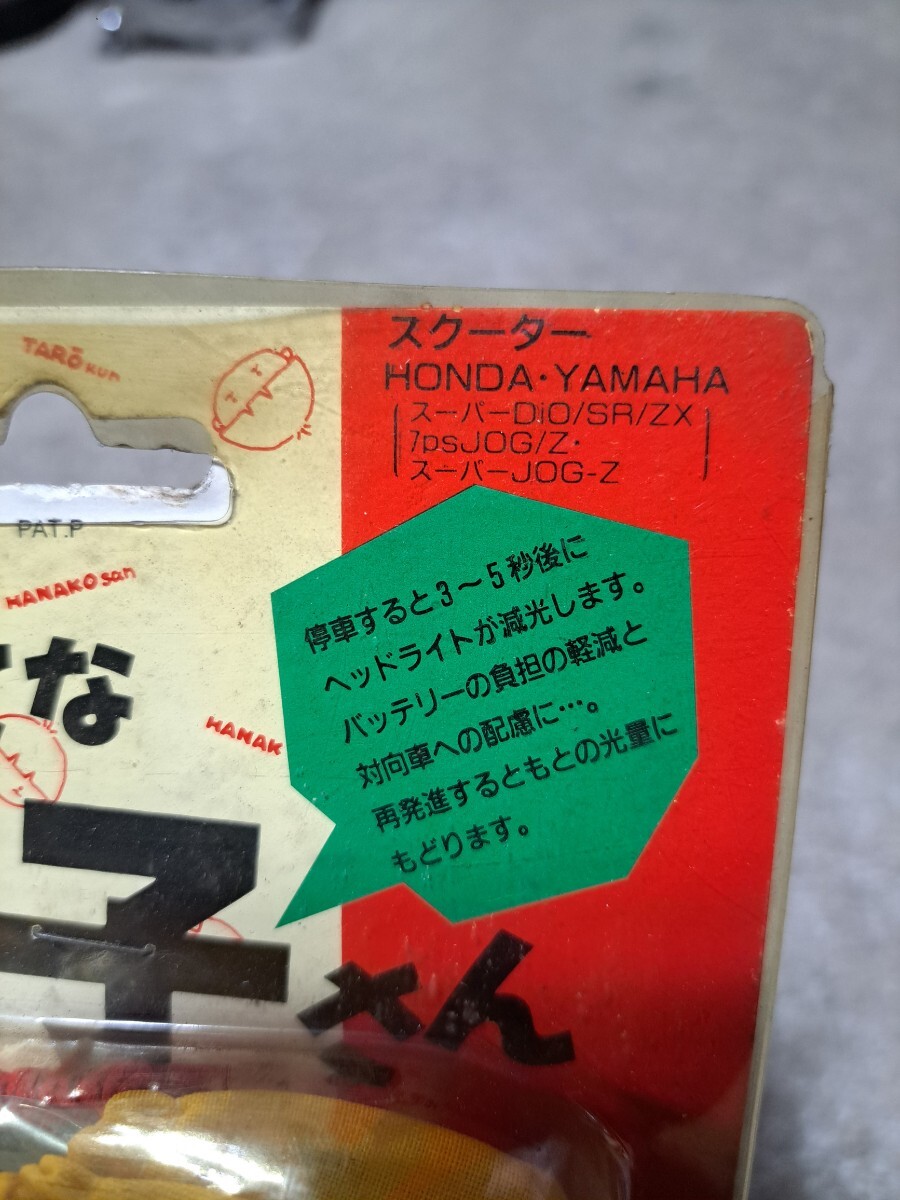 スクーター
HONDA・YAMAHA
スーパーDiO/SR/ZX
7psJOG/Z・
スーパーJOG-Z
TARŌ KUN
PAT.P
HANAKO san
な
HANAK
停車すると3～5秒後に
ヘッドライトが減光します。
バッテリーの負担の軽減と
対向車への配慮に…。
再発進するともとの光量に
もどります。
子さん